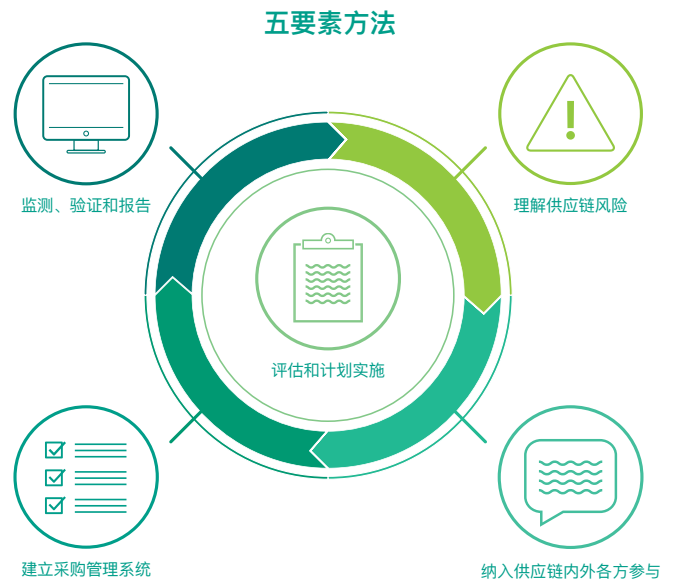 五要素方法
监测、验证和报告
理解供应链风险
评估和计划实施
建立采购管理系统
纳入供应链内外各方参与